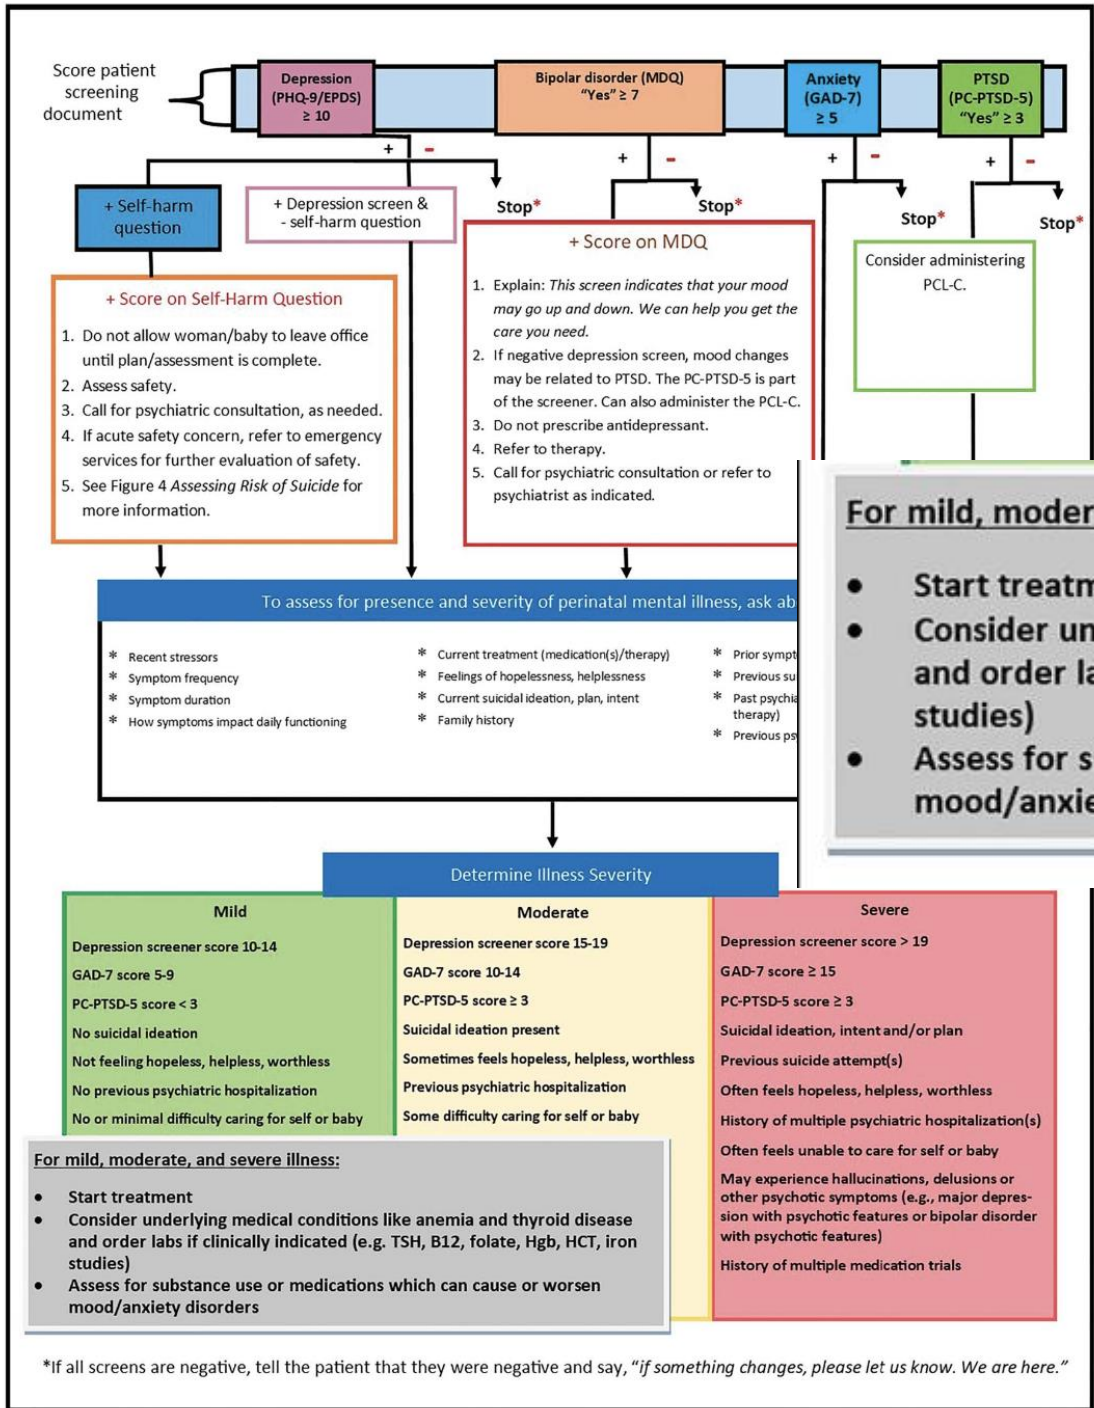 Score patient
screening
document
Depression
(PHQ-9/EPDS)
≥ 10
Bipolar disorder (MDQ)
“Yes” ≥ 7
Anxiety
(GAD-7)
≥ 5
PTSD
(PC-PTSD-5)
“Yes” ≥ 3
+ -
+ -
+ -
+ -
+ Self-harm
question
+ Depression screen &
- self-harm question
Stop*
Stop*
Stop*
Stop*
+ Score on Self-Harm Question
1. Do not allow woman/baby to leave office
until plan/assessment is complete.
2. Assess safety.
3. Call for psychiatric consultation, as needed.
4. If acute safety concern, refer to emergency
services for further evaluation of safety.
5. See Figure 4 Assessing Risk of Suicide for
more information.
+ Score on MDQ
1. Explain: This screen indicates that your mood
may go up and down. We can help you get the
care you need.
2. If negative depression screen, mood changes
may be related to PTSD. The PC-PTSD-5 is part
of the screener. Can also administer the PCL-C.
3. Do not prescribe antidepressant.
4. Refer to therapy.
5. Call for psychiatric consultation or refer to
psychiatrist as indicated.
Consider administering
PCL-C.
For mild, moder
• Start treatm
• Consider un
and order la
studies)
• Assess for s
mood/anxie
To assess for presence and severity of perinatal mental illness, ask ab
* Recent stressors
* Symptom frequency
* Symptom duration
* How symptoms impact daily functioning
* Current treatment (medication(s)/therapy)
* Feelings of hopelessness, helplessness
* Current suicidal ideation, plan, intent
* Family history
* Prior sympt
* Previous su
* Past psychia
therapy)
* Previous ps
Determine Illness Severity
Mild
Depression screener score 10-14
GAD-7 score 5-9
PC-PTSD-5 score < 3
No suicidal ideation
Not feeling hopeless, helpless, worthless
No previous psychiatric hospitalization
No or minimal difficulty caring for self or baby
Moderate
Depression screener score 15-19
GAD-7 score 10-14
PC-PTSD-5 score ≥ 3
Suicidal ideation present
Sometimes feels hopeless, helpless, worthless
Previous psychiatric hospitalization
Some difficulty caring for self or baby
Severe
Depression screener score > 19
GAD-7 score ≥ 15
PC-PTSD-5 score ≥ 3
Suicidal ideation, intent and/or plan
Previous suicide attempt(s)
Often feels hopeless, helpless, worthless
History of multiple psychiatric hospitalization(s)
Often feels unable to care for self or baby
May experience hallucinations, delusions or
other psychotic symptoms (e.g., major depres-
sion with psychotic features or bipolar disorder
with psychotic features)
History of multiple medication trials
For mild, moderate, and severe illness:
• Start treatment
• Consider underlying medical conditions like anemia and thyroid disease
and order labs if clinically indicated (e.g. TSH, B12, folate, Hgb, HCT, iron
studies)
• Assess for substance use or medications which can cause or worsen
mood/anxiety disorders
*If all screens are negative, tell the patient that they were negative and say, “if something changes, please let us know. We are here.”